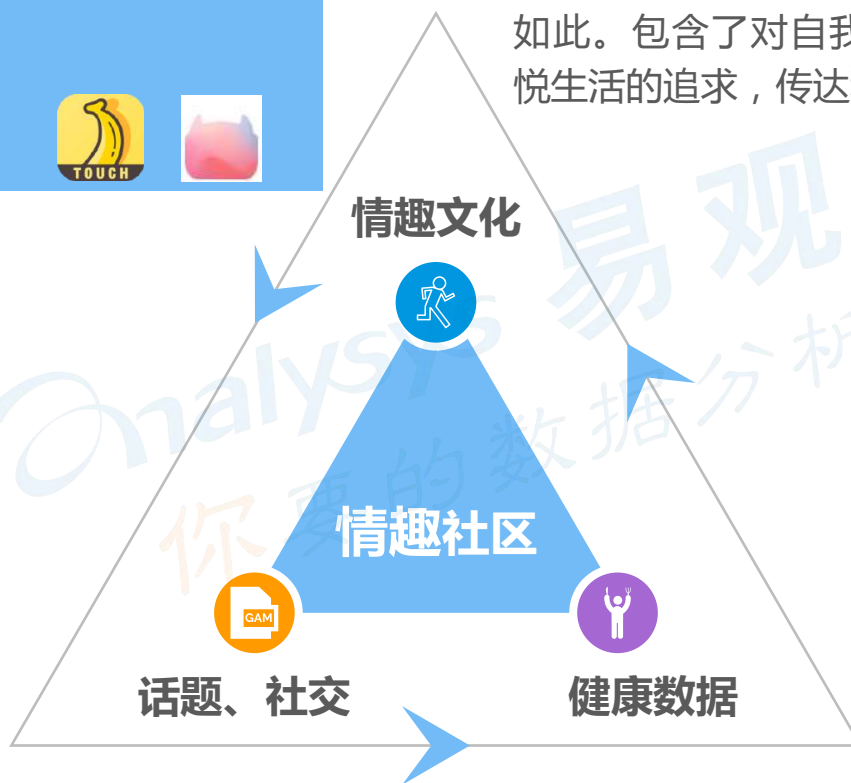 如此。包含了对自我
悦生活的追求，传达
TOUCH
情趣文化
analysys 易观
你要的数据分析
情趣社区
GAM
话题、社交
健康数据